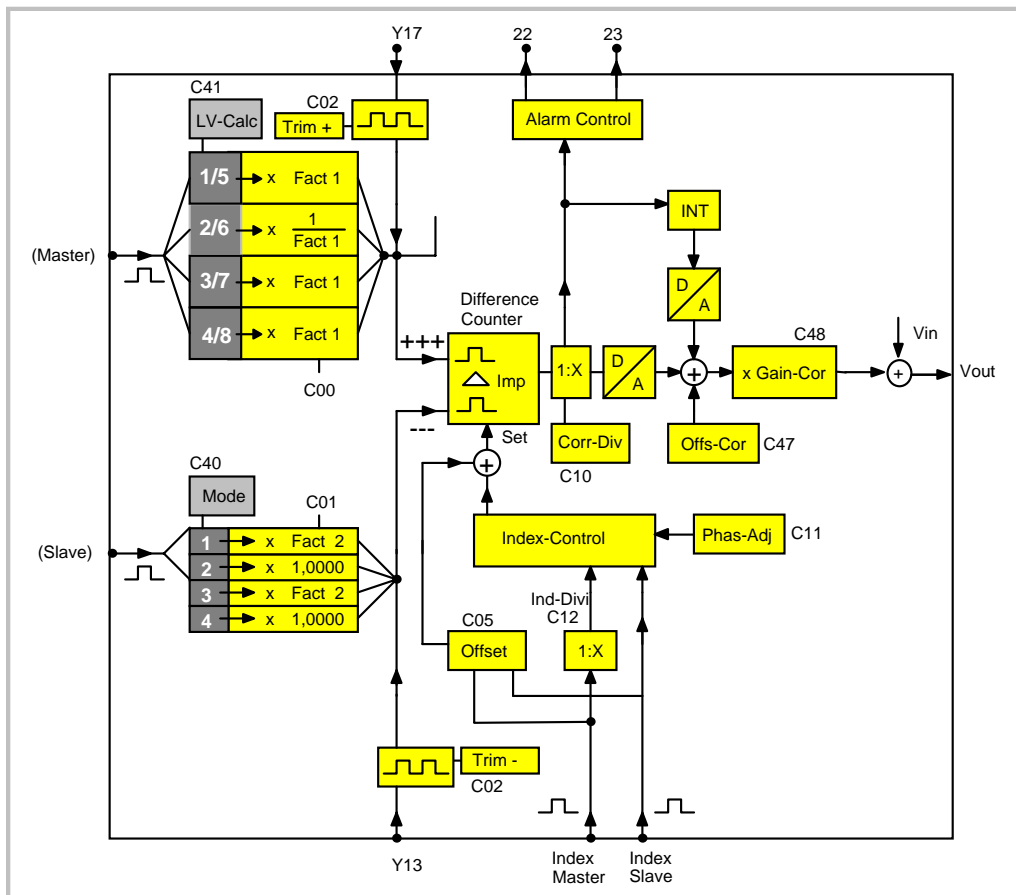 Y17
22
23
C41
LV-Calc
C02
Trim +
Alarm Control
1/5
x Fact 1
2/6
x 1
Fact 1
3/7
x Fact 1
4/8
x Fact 1
C00
(Master)
INT
D
A
Difference
Counter
+++
Imp
---
Set
1:X
D
A
+
C48
x Gain-Cor
Vin
+
Vout
Corr-Div
C10
Offs-Cor
C47
+
C40
Mode
C01
(Slave)
1
x Fact 2
2
x 1,0000
3
x Fact 2
4
x 1,0000
Index-Control
Phas-Adj
C11
Ind-Divi
C12
C05
Offset
1:X
Trim -
C02
Y13
Index
Master
Index
Slave